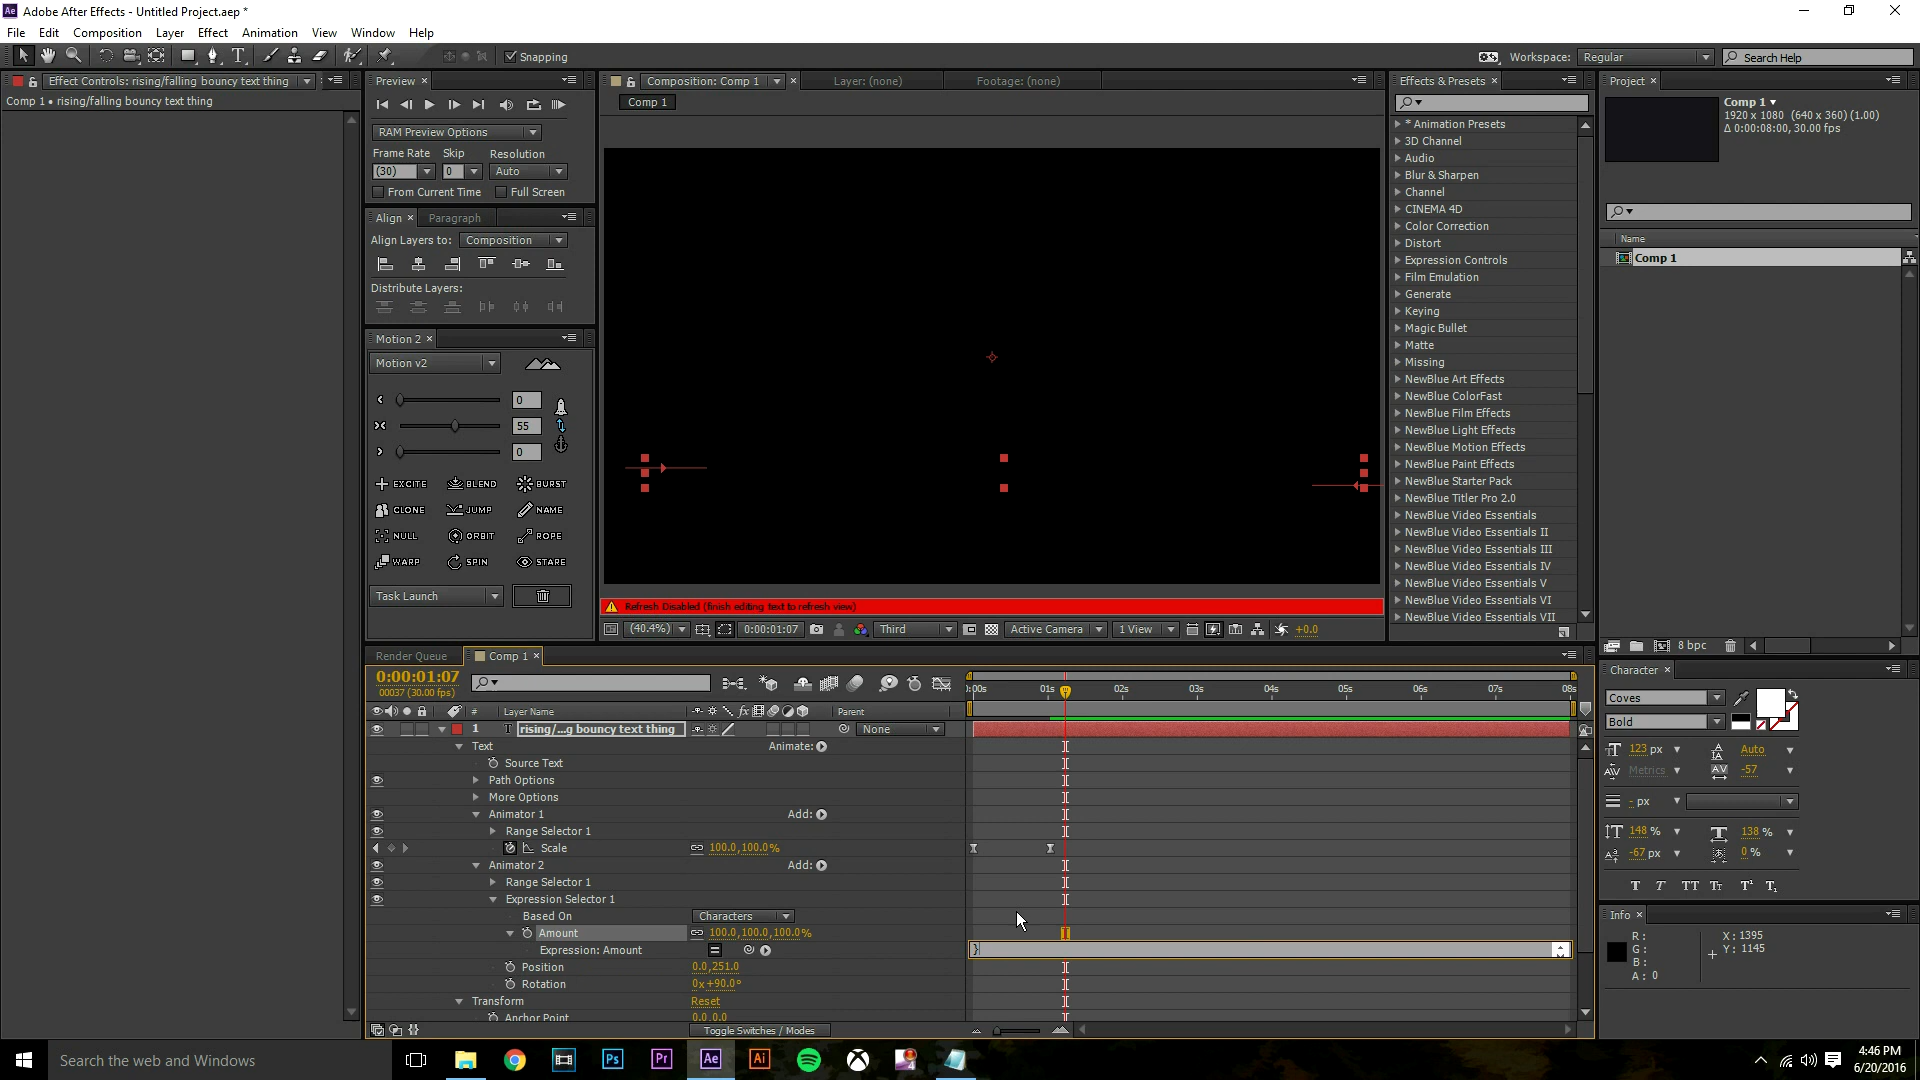 Adobe After Effects - Untitled Project.aep *
File Edit Composition Layer Effect Animation View Window Help
Snapping
Workspace: Regular
Search Help
Effect Controls: rising/falling bouncy text thing
Comp 1 • rising/falling bouncy text thing
Preview
RAM Preview Options
Frame Rate Skip Resolution
(30) 0 Auto
From Current Time Full Screen
Align Paragraph
Align Layers to: Composition
Distribute Layers:
Motion 2
Motion v2
0
55
0
EXCITE BLEND BURST
CLONE JUMP NAME
NULL ORBIT ROPE
WARP SPIN STARE
Task Launch
Composition: Comp 1 Layer: (none) Footage: (none)
Comp 1
Refresh Disabled (finish editing text to refresh view)
(40.4%) 0:00:01:07 Third Active Camera 1 View +0.0
Effects & Presets
* Animation Presets
3D Channel
Audio
Blur & Sharpen
Channel
CINEMA 4D
Color Correction
Distort
Expression Controls
Film Emulation
Generate
Keying
Magic Bullet
Matte
Missing
NewBlue Art Effects
NewBlue ColorFast
NewBlue Film Effects
NewBlue Light Effects
NewBlue Motion Effects
NewBlue Paint Effects
NewBlue Starter Pack
NewBlue Titler Pro 2.0
NewBlue Video Essentials
NewBlue Video Essentials II
NewBlue Video Essentials III
NewBlue Video Essentials IV
NewBlue Video Essentials V
NewBlue Video Essentials VI
NewBlue Video Essentials VII
Project
Comp 1
1920 x 1080 (640 x 360) (1.00)
Δ 0:00:08:00, 30.00 fps
Name
Comp 1
8 bpc
Render Queue Comp 1
0:00:01:07
00037 (30.00 fps)
# Layer Name Parent
:00s 01s 02s 03s 04s 05s 06s 07s 08s
1 T rising/...g bouncy text thing None
Text Animate:
Source Text
Path Options
More Options
Animator 1 Add:
Range Selector 1
Scale 100.0,100.0%
Animator 2 Add:
Range Selector 1
Expression Selector 1
Based On Characters
Amount 100.0,100.0,100.0%
Expression: Amount }
Position 0.0,251.0
Rotation 0x+90.0°
Transform Reset
Anchor Point 0.0,0.0
Toggle Switches / Modes
Character
Coves
Bold
123 px Auto
Metrics -57
- px
148 % 138 %
-67 px 0 %
T T TT Tt T¹ T₁
Info
R: X: 1395
G: Y: 1145
B:
A: 0
Search the web and Windows
Ps Pr Ae Ai
4:46 PM
6/20/2016